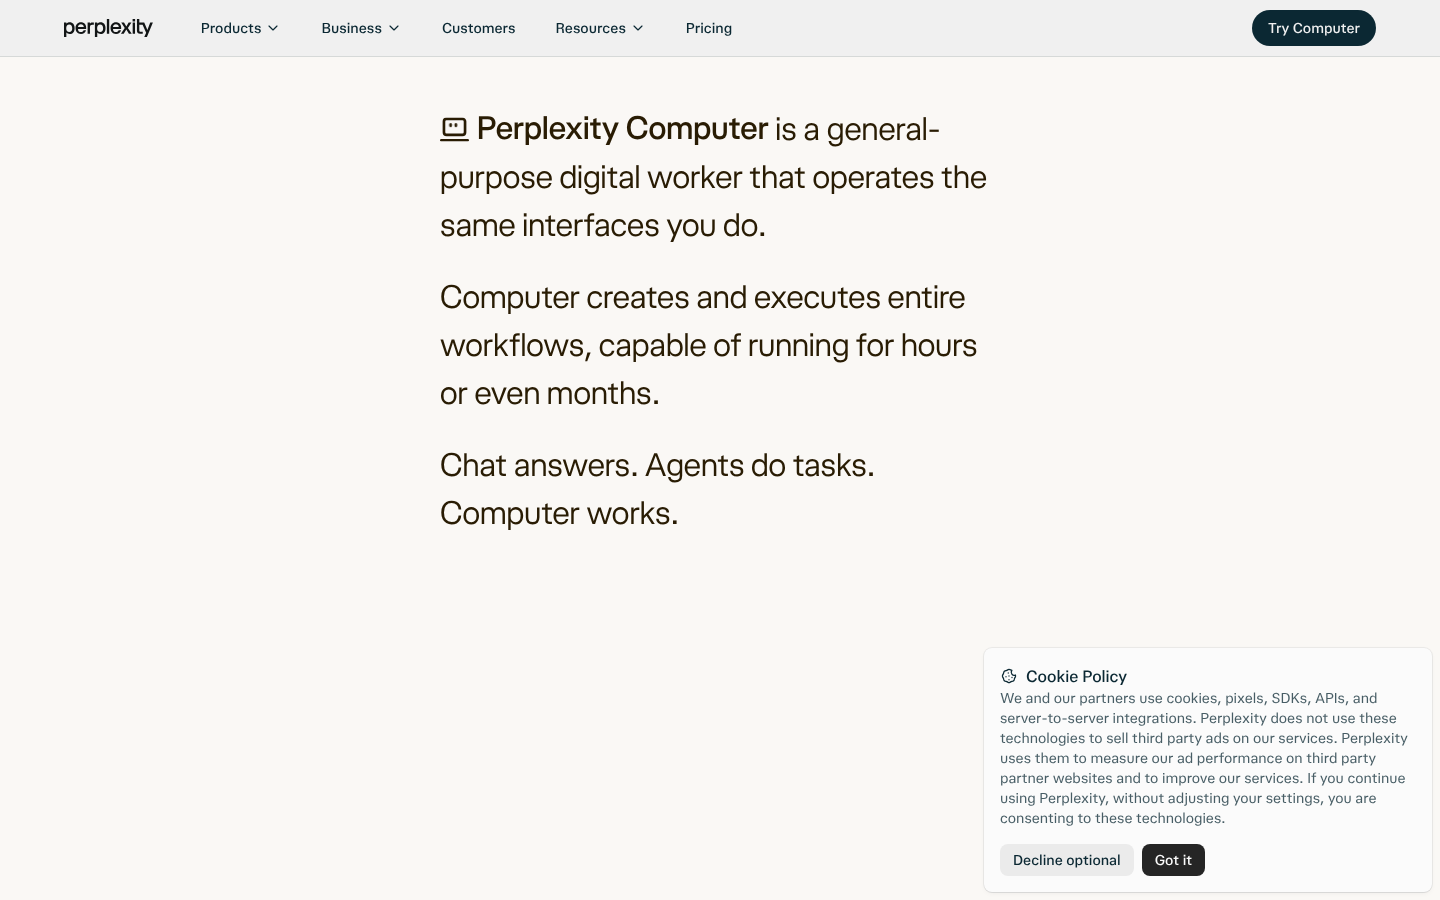 perplexity
Products
Business
Customers
Resources
Pricing
Try Computer
Perplexity Computer is a general-
purpose digital worker that operates the
same interfaces you do.
Computer creates and executes entire
workflows, capable of running for hours
or even months.
Chat answers. Agents do tasks.
Computer works.
Cookie Policy
We and our partners use cookies, pixels, SDKs, APIs, and
server-to-server integrations. Perplexity does not use these
technologies to sell third party ads on our services. Perplexity
uses them to measure our ad performance on third party
partner websites and to improve our services. If you continue
using Perplexity, without adjusting your settings, you are
consenting to these technologies.
Decline optional
Got it